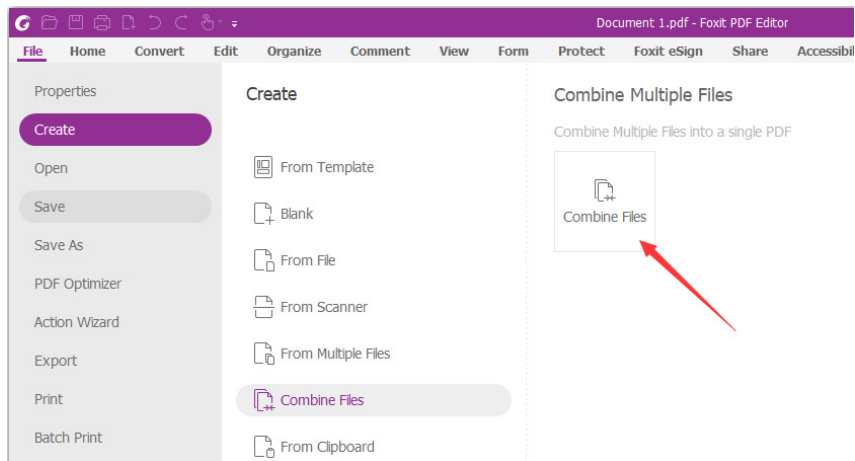 Document 1.pdf - Foxit PDF Editor
File Home Convert Edit Organize Comment View Form Protect Foxit eSign Share Accessibil
Properties
Create
Open
Save
Save As
PDF Optimizer
Action Wizard
Export
Print
Batch Print
Create
From Template
Blank
From File
From Scanner
From Multiple Files
Combine Files
From Clipboard
Combine Multiple Files
Combine Multiple Files into a single PDF
Combine Files